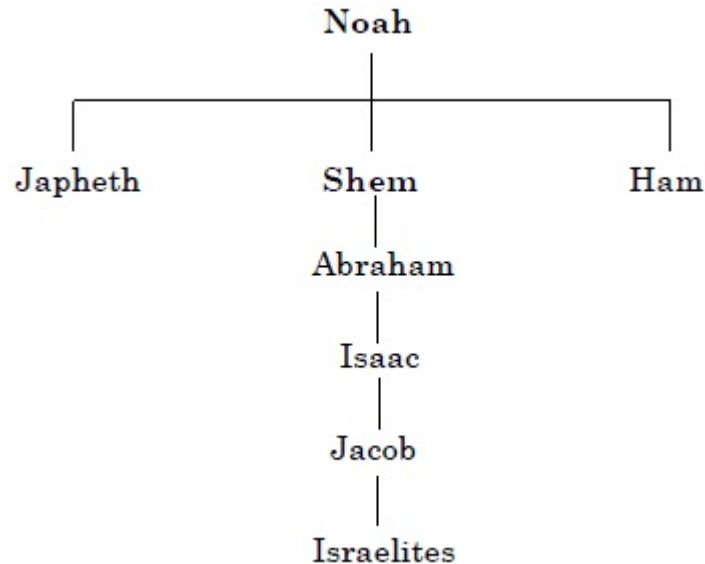 Noah
Japheth Shem Ham
Abraham
Isaac
Jacob
Israelites